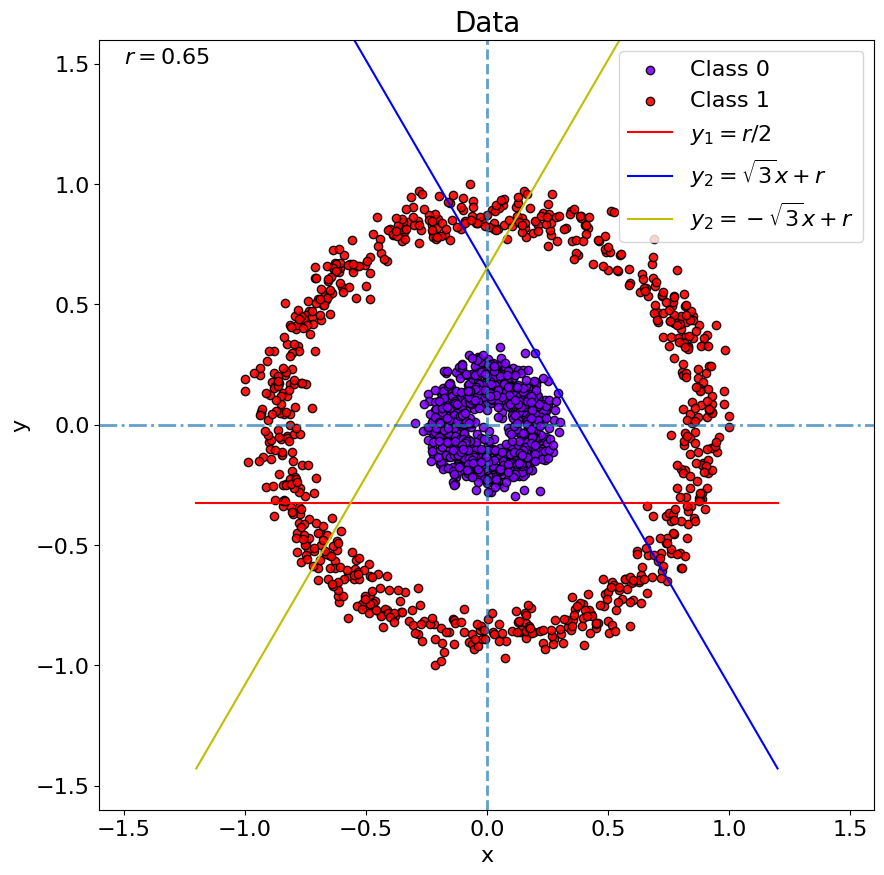 Data
r = 0.65
Class 0
Class 1
y₁ = r/2
y₂ = √3x + r
y₂ = −√3x + r
y
1.5
1.0
0.5
0.0
−0.5
−1.0
−1.5
−1.5 −1.0 −0.5 0.0 0.5 1.0 1.5
x